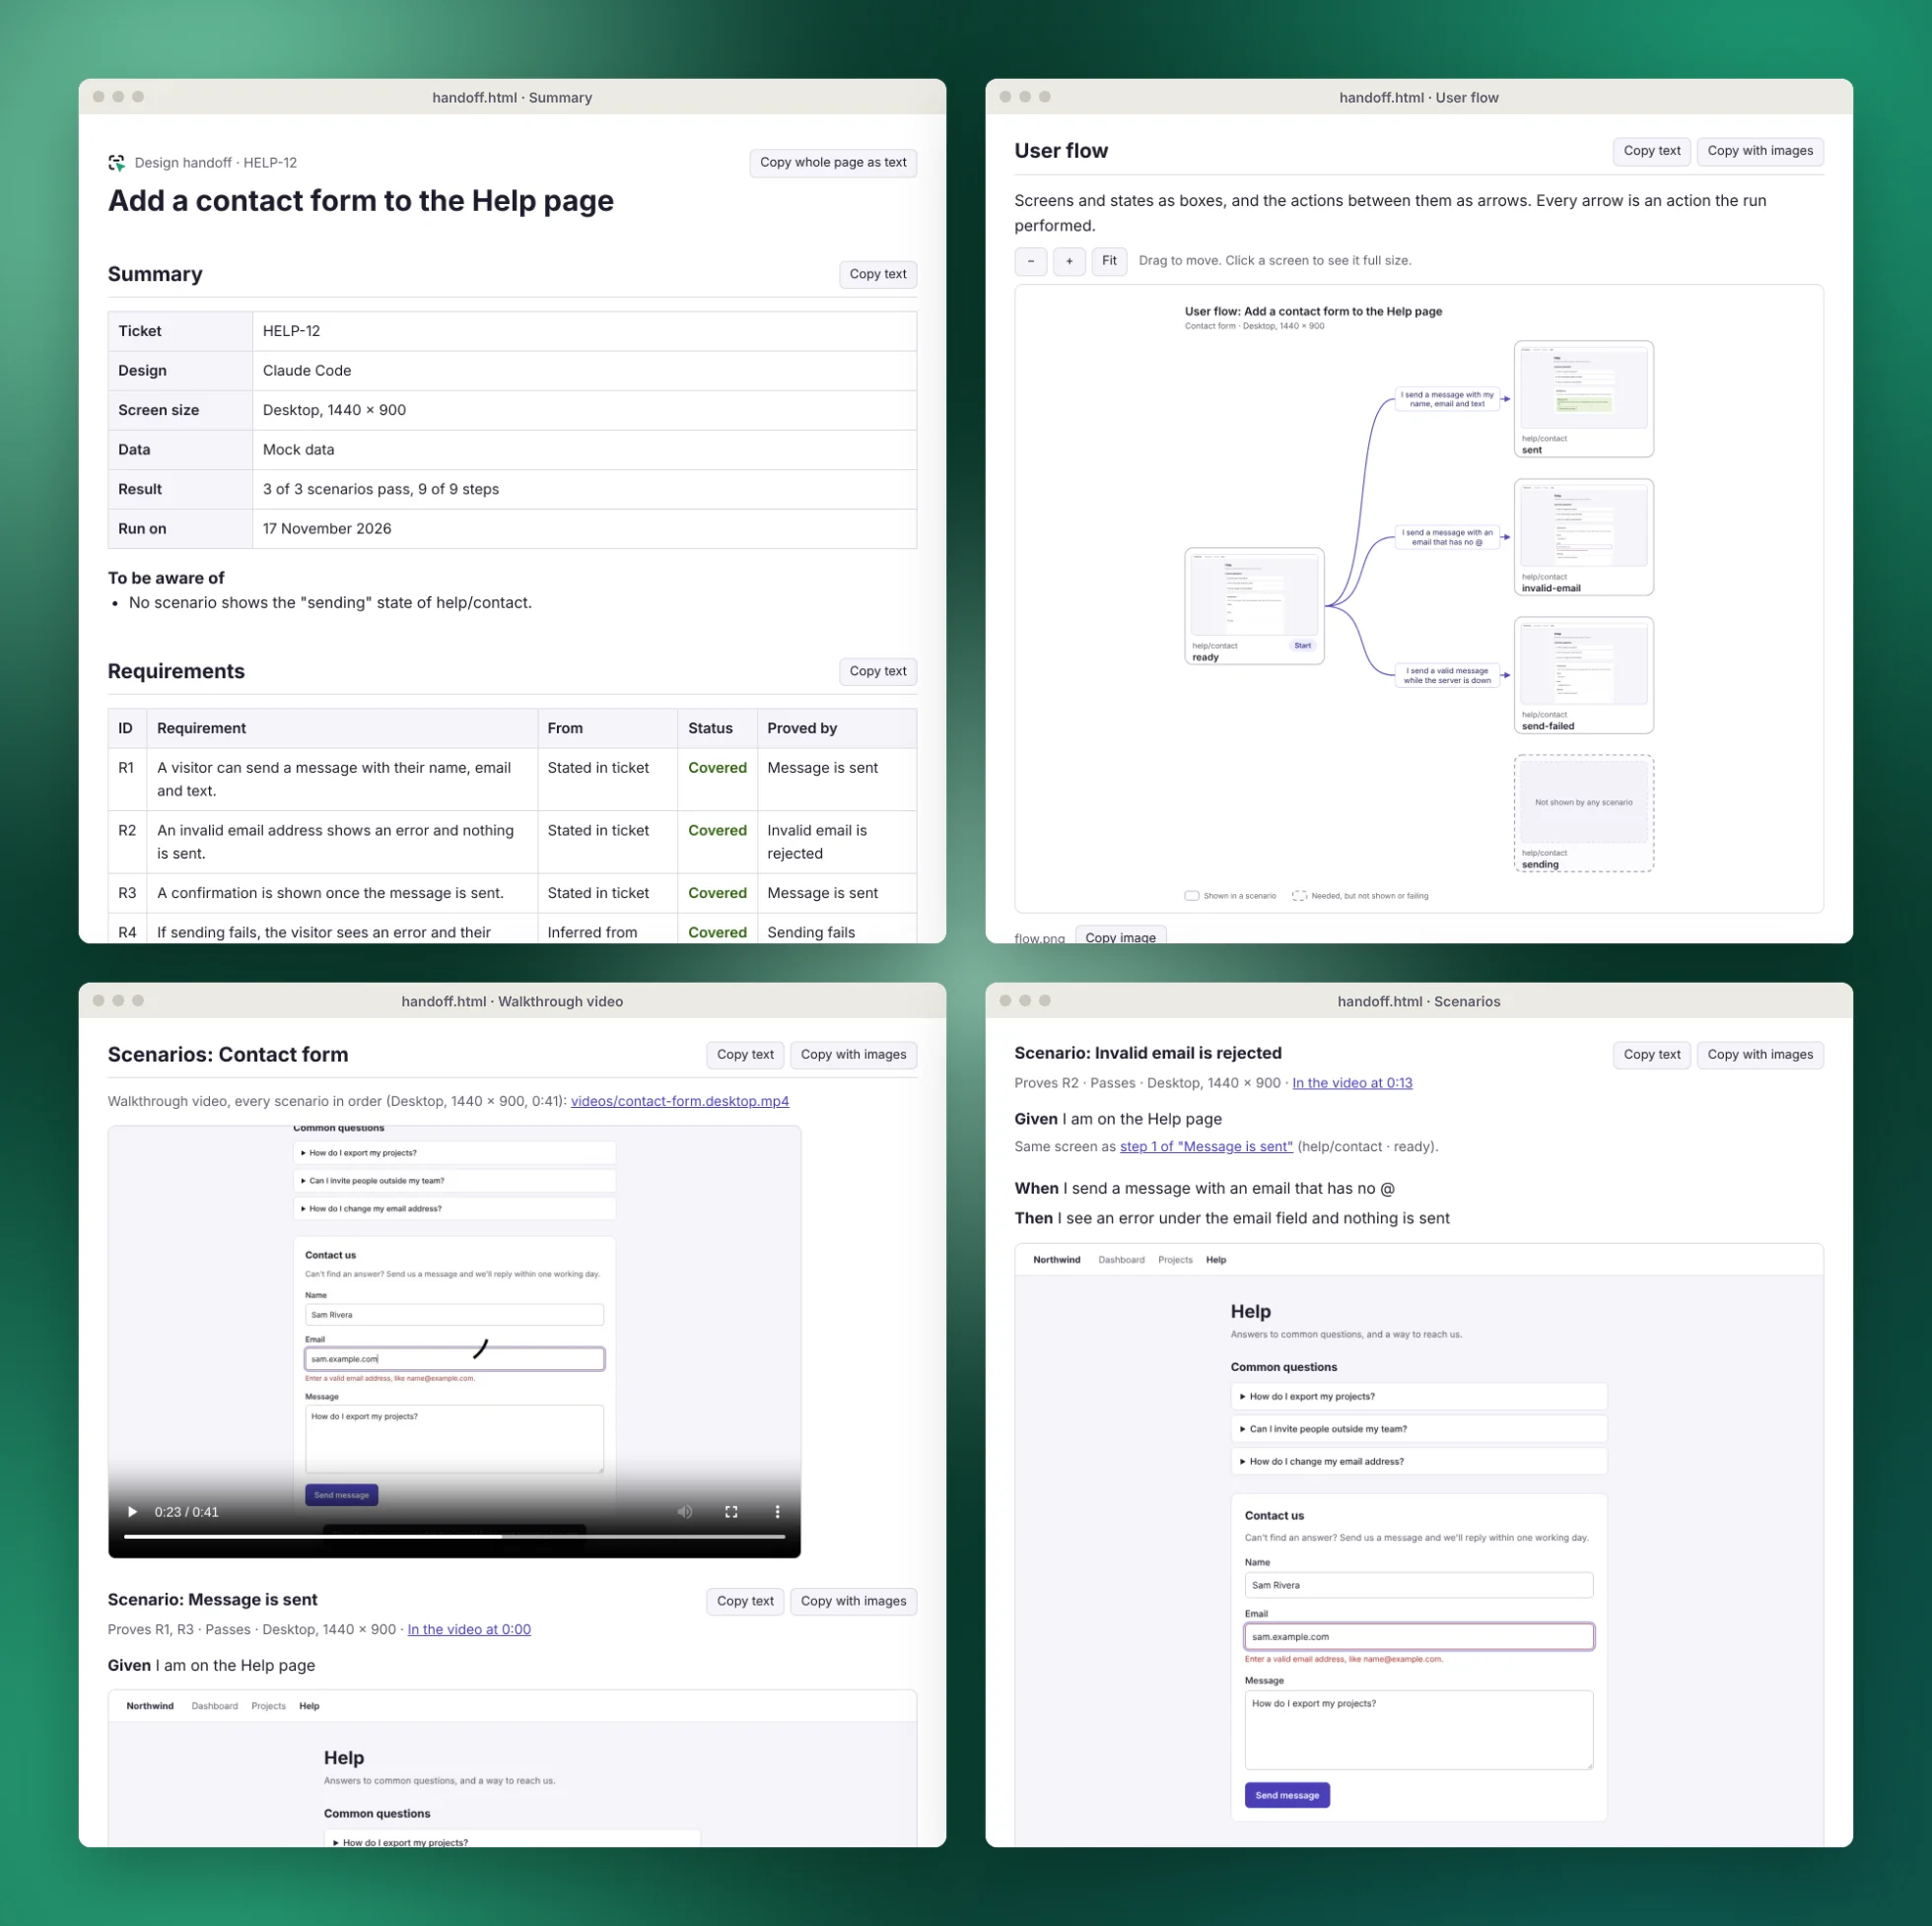 handoff.html · Summary
Design handoff · HELP-12
Copy whole page as text
Add a contact form to the Help page
Summary
Copy text
Ticket HELP-12
Design Claude Code
Screen size Desktop, 1440 × 900
Data Mock data
Result 3 of 3 scenarios pass, 9 of 9 steps
Run on 17 November 2026
To be aware of
• No scenario shows the "sending" state of help/contact.
Requirements
Copy text
ID Requirement From Status Proved by
R1 A visitor can send a message with their name, email Stated in ticket Covered Message is sent
and text.
R2 An invalid email address shows an error and nothing Stated in ticket Covered Invalid email is
is sent. rejected
R3 A confirmation is shown once the message is sent. Stated in ticket Covered Message is sent
R4 If sending fails, the visitor sees an error and their Inferred from Covered Sending fails
handoff.html · User flow
User flow
Copy text
Copy with images
Screens and states as boxes, and the actions between them as arrows. Every arrow is an action the run
performed.
− + Fit Drag to move. Click a screen to see it full size.
User flow: Add a contact form to the Help page
Contact form · Desktop, 1440 × 900
I send a message with my
name, email and text
help/contact
sent
I send a message with an
email that has no @
help/contact
invalid-email
help/contact Start
ready
I send a valid message
while the server is down
help/contact
send-failed
Not shown by any scenario
help/contact
sending
Shown in a scenario
Needed, but not shown or failing
flow.png
Copy image
handoff.html · Walkthrough video
Scenarios: Contact form
Copy text
Copy with images
Walkthrough video, every scenario in order (Desktop, 1440 × 900, 0:41): videos/contact-form.desktop.mp4
Common questions
How do I export my projects?
Can I invite people outside my team?
How do I change my email address?
Contact us
Can't find an answer? Send us a message and we'll reply within one working day.
Name
Sam Rivera
Email
sam.example.com
Enter a valid email address, like name@example.com.
Message
How do I export my projects?
Send message
0:23 / 0:41
Scenario: Message is sent
Copy text
Copy with images
Proves R1, R3 · Passes · Desktop, 1440 × 900 · In the video at 0:00
Given I am on the Help page
Northwind Dashboard Projects Help
Help
Answers to common questions, and a way to reach us.
Common questions
How do I export my projects?
handoff.html · Scenarios
Scenario: Invalid email is rejected
Copy text
Copy with images
Proves R2 · Passes · Desktop, 1440 × 900 · In the video at 0:13
Given I am on the Help page
Same screen as step 1 of "Message is sent" (help/contact · ready).
When I send a message with an email that has no @
Then I see an error under the email field and nothing is sent
Northwind Dashboard Projects Help
Help
Answers to common questions, and a way to reach us.
Common questions
How do I export my projects?
Can I invite people outside my team?
How do I change my email address?
Contact us
Can't find an answer? Send us a message and we'll reply within one working day.
Name
Sam Rivera
Email
sam.example.com
Enter a valid email address, like name@example.com.
Message
How do I export my projects?
Send message